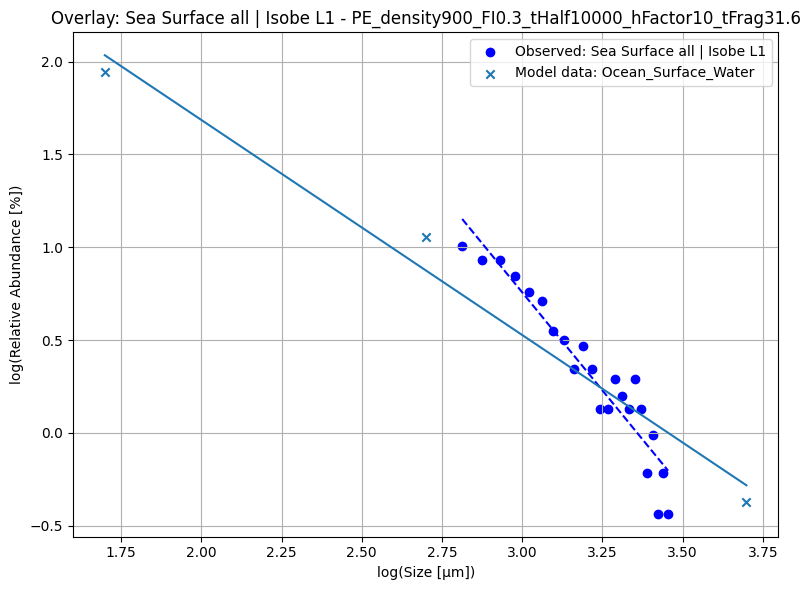 Overlay: Sea Surface all | Isobe L1 - PE_density900_FI0.3_tHalf10000_hFactor10_tFrag31.6
Observed: Sea Surface all | Isobe L1
Model data: Ocean_Surface_Water
2.0
1.5
1.0
0.5
0.0
−0.5
log(Relative Abundance [%])
1.75 2.00 2.25 2.50 2.75 3.00 3.25 3.50 3.75
log(Size [µm])